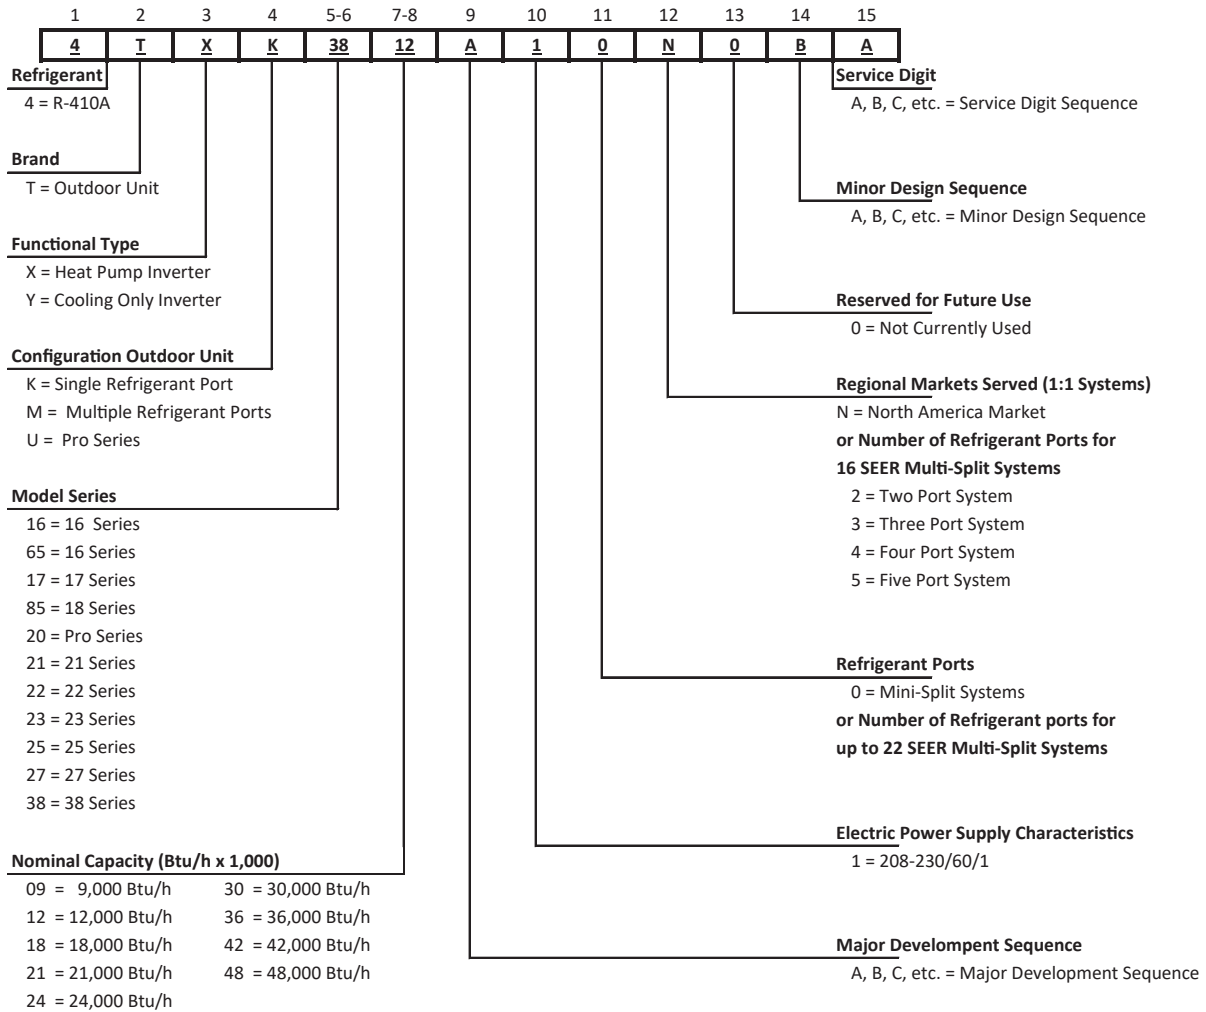 1 2 3 4 5-6 7-8 9 10 11 12 13 14 15
4 T X K 38 12 A 1 0 N 0 B A
Refrigerant
4 = R-410A
Brand
T = Outdoor Unit
Functional Type
X = Heat Pump Inverter
Y = Cooling Only Inverter
Configuration Outdoor Unit
K = Single Refrigerant Port
M = Multiple Refrigerant Ports
U = Pro Series
Model Series
16 = 16 Series
65 = 16 Series
17 = 17 Series
85 = 18 Series
20 = Pro Series
21 = 21 Series
22 = 22 Series
23 = 23 Series
25 = 25 Series
27 = 27 Series
38 = 38 Series
Nominal Capacity (Btu/h x 1,000)
09 = 9,000 Btu/h 30 = 30,000 Btu/h
12 = 12,000 Btu/h 36 = 36,000 Btu/h
18 = 18,000 Btu/h 42 = 42,000 Btu/h
21 = 21,000 Btu/h 48 = 48,000 Btu/h
24 = 24,000 Btu/h
Service Digit
A, B, C, etc. = Service Digit Sequence
Minor Design Sequence
A, B, C, etc. = Minor Design Sequence
Reserved for Future Use
0 = Not Currently Used
Regional Markets Served (1:1 Systems)
N = North America Market
or Number of Refrigerant Ports for
16 SEER Multi-Split Systems
2 = Two Port System
3 = Three Port System
4 = Four Port System
5 = Five Port System
Refrigerant Ports
0 = Mini-Split Systems
or Number of Refrigerant ports for
up to 22 SEER Multi-Split Systems
Electric Power Supply Characteristics
1 = 208-230/60/1
Major Develompent Sequence
A, B, C, etc. = Major Development Sequence